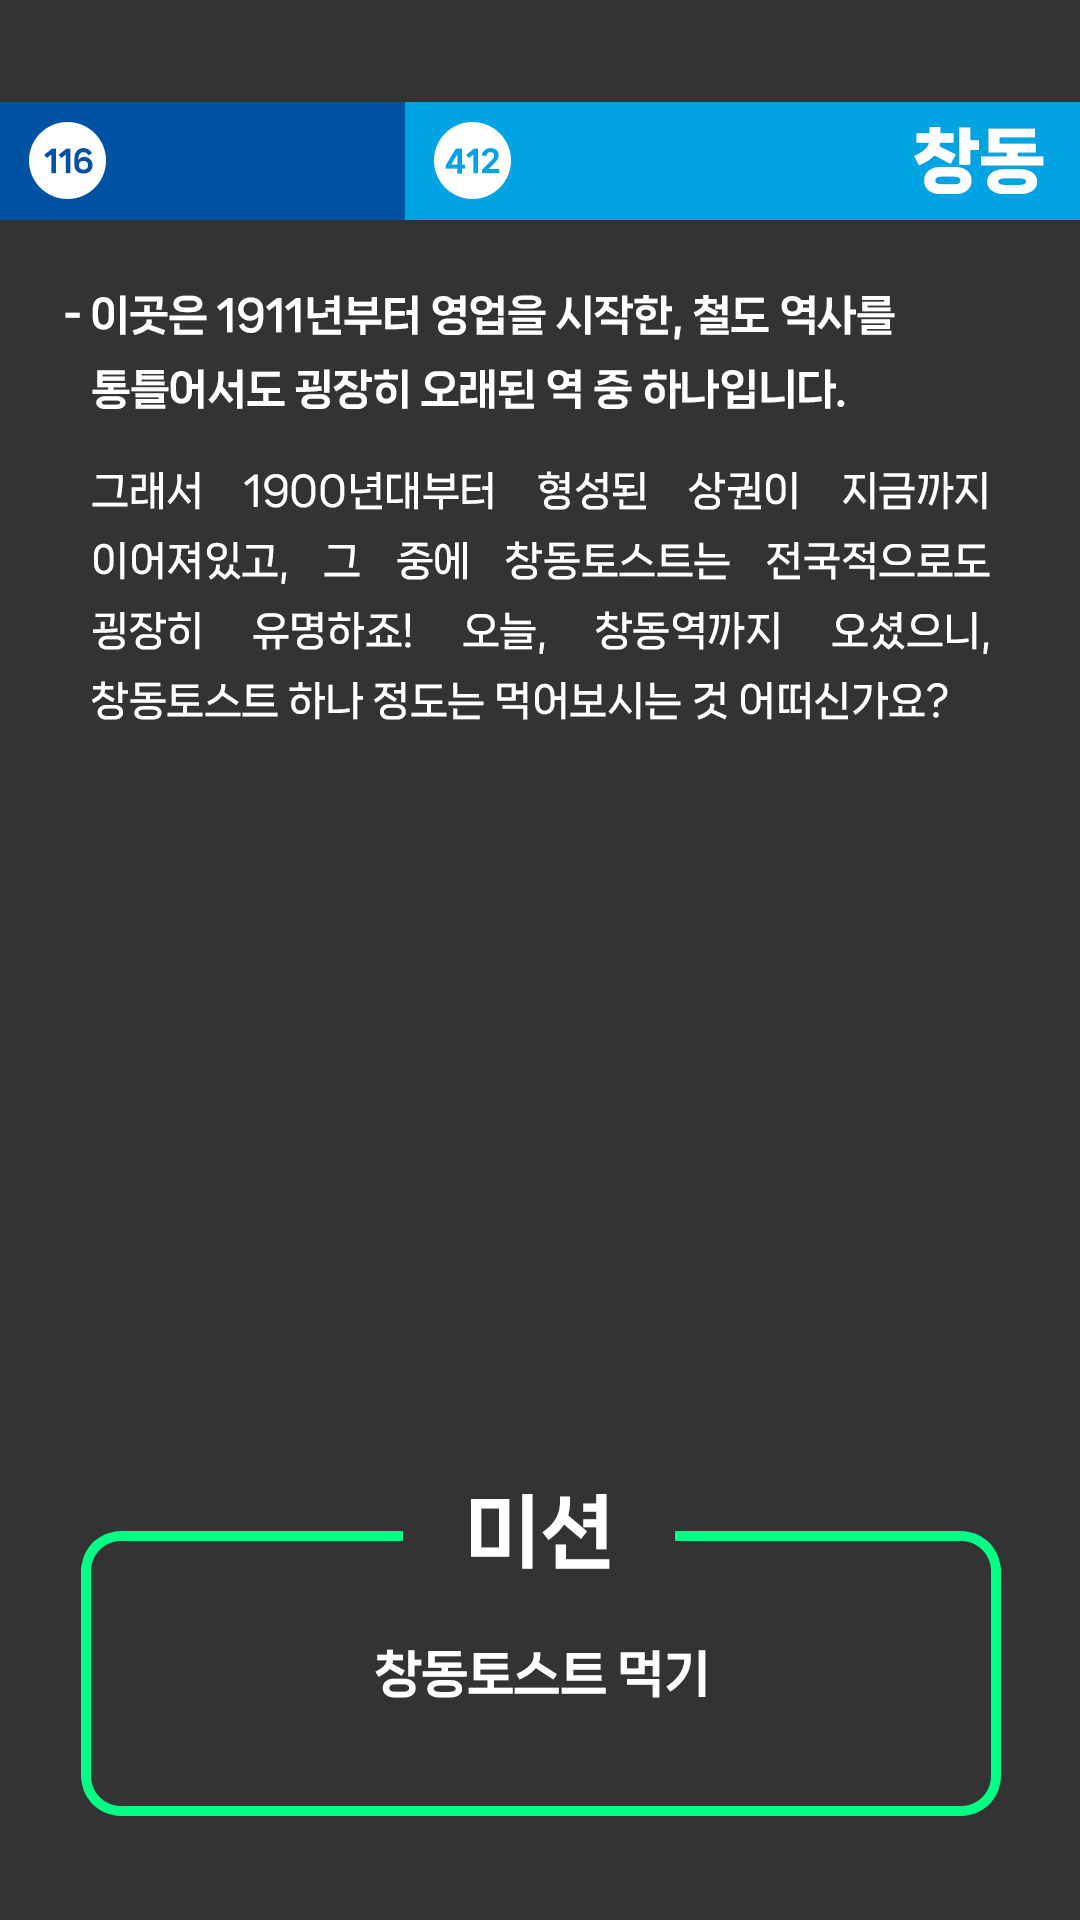 116
412
창동
- 이곳은 1911년부터 영업을 시작한, 철도 역사를
통틀어서도 굉장히 오래된 역 중 하나입니다.
그래서 1900년대부터 형성된 상권이 지금까지
이어져있고, 그 중에 창동토스트는 전국적으로도
굉장히 유명하죠! 오늘, 창동역까지 오셨으니,
창동토스트 하나 정도는 먹어보시는 것 어떠신가요?
미션
창동토스트 먹기